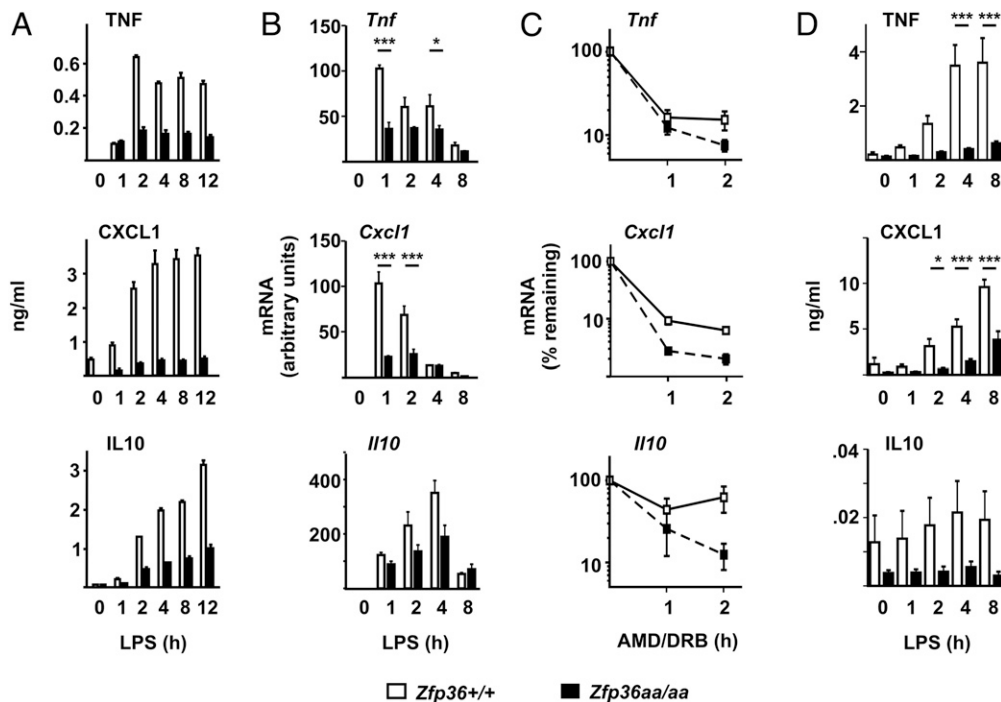 A
B
C
D
TNF
0.6
0.4
0.2
0 1 2 4 8 12
Tnf
*** *
150
100
50
0 1 2 4 8
Tnf
100
10
1 2
TNF
*** ***
4
2
0 1 2 4 8
CXCL1
ng/ml
3
2
1
0 1 2 4 8 12
Cxcl1
mRNA
(arbitrary units)
*** ***
150
100
50
0 1 2 4 8
Cxcl1
mRNA
(% remaining)
100
10
1 2
CXCL1
ng/ml
* *** ***
10
5
0 1 2 4 8
IL10
3
2
1
0 1 2 4 8 12
LPS (h)
Il10
400
200
0 1 2 4 8
LPS (h)
Il10
100
10
1 2
AMD/DRB (h)
IL10
.04
.02
0 1 2 4 8
LPS (h)
Zfp36+/+ Zfp36aa/aa